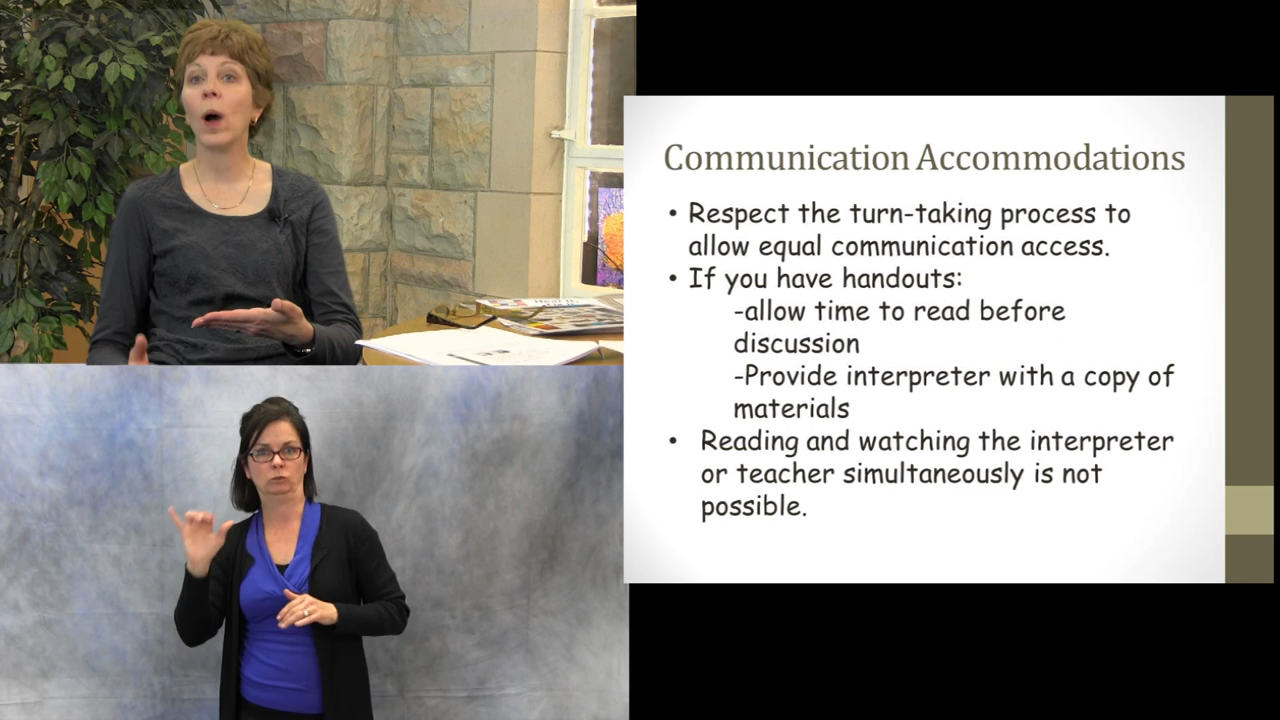 Communication Accommodations
• Respect the turn-taking process to
allow equal communication access.
• If you have handouts:
-allow time to read before
discussion
-Provide interpreter with a copy of
materials
• Reading and watching the interpreter
or teacher simultaneously is not
possible.